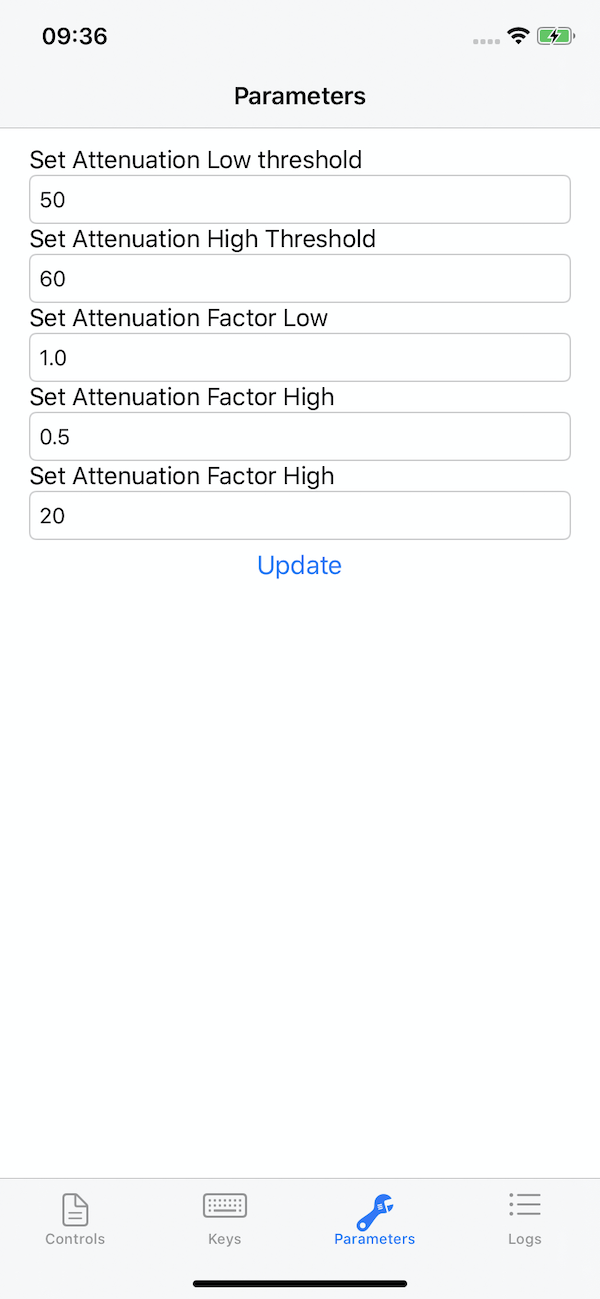 09:36
Parameters
Set Attenuation Low threshold
50
Set Attenuation High Threshold
60
Set Attenuation Factor Low
1.0
Set Attenuation Factor High
0.5
Set Attenuation Factor High
20
Update
Controls Keys Parameters Logs